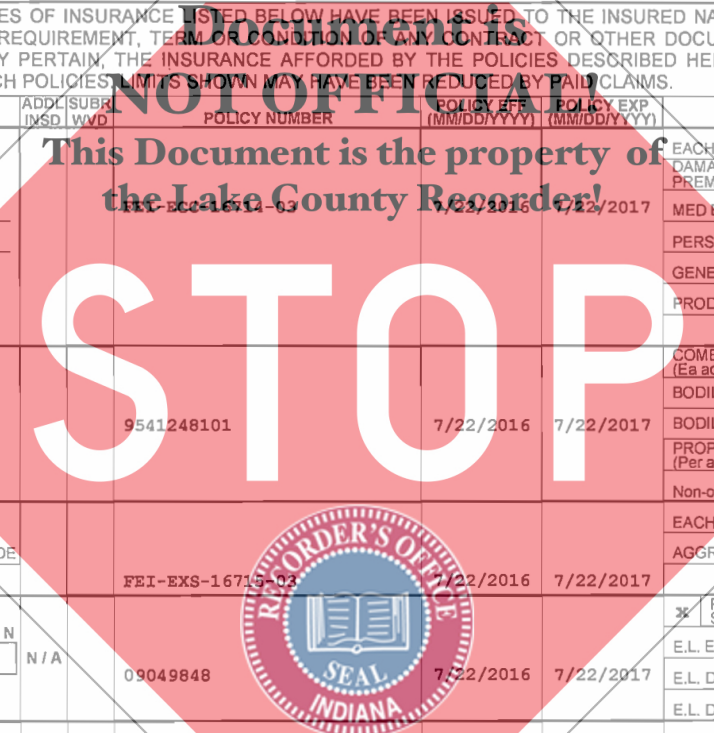 ES OF INSURANCE LISTED BELOW HAVE BEEN ISSUED TO THE INSURED NA
Document is
REQUIREMENT, TERM OR CONDITION OF ANY CONTRACT OR OTHER DOCU
Y PERTAIN, THE INSURANCE AFFORDED BY THE POLICIES DESCRIBED HE
CH POLICIES. LIMITS SHOWN MAY HAVE BEEN REDUCED BY PAID CLAIMS.
NOT OFFICIAL!
ADDL SUBR POLICY EFF POLICY EXP
INSD WVD POLICY NUMBER (MM/DD/YYYY) (MM/DD/YYYY)
This Document is the property of
EACH
DAMA
PREM
the Lake County Recorder!
FEI-ECC-16714-03 7/22/2016 7/22/2017 MED E
PERS
GENE
PROD
STOP
COMB
(Ea ac
BODIL
9541248101 7/22/2016 7/22/2017 BODIL
PROP
(Per a
Non-o
EACH
DE AGGR
FEI-EXS-16715-03 7/22/2016 7/22/2017
RECORDER'S OFFICE
X
N
E.L. E
N / A
09049848 7/22/2016 7/22/2017 E.L. D
SEAL
INDIANA
E.L. D